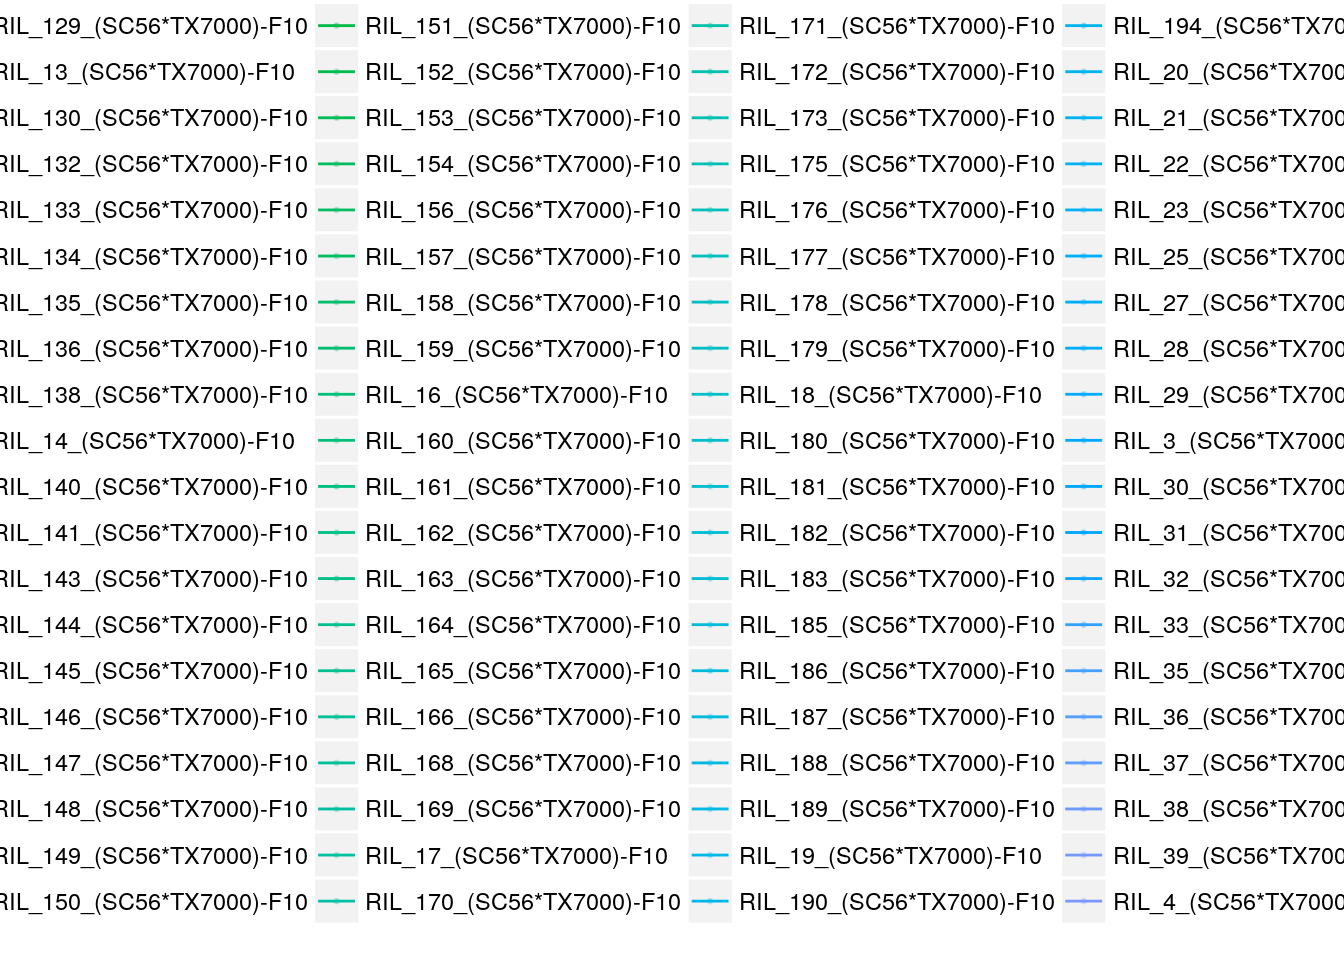 RIL_129_(SC56*TX7000)-F10 RIL_151_(SC56*TX7000)-F10 RIL_171_(SC56*TX7000)-F10 RIL_194_(SC56*TX70
RIL_13_(SC56*TX7000)-F10 RIL_152_(SC56*TX7000)-F10 RIL_172_(SC56*TX7000)-F10 RIL_20_(SC56*TX700
RIL_130_(SC56*TX7000)-F10 RIL_153_(SC56*TX7000)-F10 RIL_173_(SC56*TX7000)-F10 RIL_21_(SC56*TX700
RIL_132_(SC56*TX7000)-F10 RIL_154_(SC56*TX7000)-F10 RIL_175_(SC56*TX7000)-F10 RIL_22_(SC56*TX700
RIL_133_(SC56*TX7000)-F10 RIL_156_(SC56*TX7000)-F10 RIL_176_(SC56*TX7000)-F10 RIL_23_(SC56*TX700
RIL_134_(SC56*TX7000)-F10 RIL_157_(SC56*TX7000)-F10 RIL_177_(SC56*TX7000)-F10 RIL_25_(SC56*TX700
RIL_135_(SC56*TX7000)-F10 RIL_158_(SC56*TX7000)-F10 RIL_178_(SC56*TX7000)-F10 RIL_27_(SC56*TX700
RIL_136_(SC56*TX7000)-F10 RIL_159_(SC56*TX7000)-F10 RIL_179_(SC56*TX7000)-F10 RIL_28_(SC56*TX700
RIL_138_(SC56*TX7000)-F10 RIL_16_(SC56*TX7000)-F10 RIL_18_(SC56*TX7000)-F10 RIL_29_(SC56*TX700
RIL_14_(SC56*TX7000)-F10 RIL_160_(SC56*TX7000)-F10 RIL_180_(SC56*TX7000)-F10 RIL_3_(SC56*TX7000
RIL_140_(SC56*TX7000)-F10 RIL_161_(SC56*TX7000)-F10 RIL_181_(SC56*TX7000)-F10 RIL_30_(SC56*TX700
RIL_141_(SC56*TX7000)-F10 RIL_162_(SC56*TX7000)-F10 RIL_182_(SC56*TX7000)-F10 RIL_31_(SC56*TX700
RIL_143_(SC56*TX7000)-F10 RIL_163_(SC56*TX7000)-F10 RIL_183_(SC56*TX7000)-F10 RIL_32_(SC56*TX700
RIL_144_(SC56*TX7000)-F10 RIL_164_(SC56*TX7000)-F10 RIL_185_(SC56*TX7000)-F10 RIL_33_(SC56*TX700
RIL_145_(SC56*TX7000)-F10 RIL_165_(SC56*TX7000)-F10 RIL_186_(SC56*TX7000)-F10 RIL_35_(SC56*TX700
RIL_146_(SC56*TX7000)-F10 RIL_166_(SC56*TX7000)-F10 RIL_187_(SC56*TX7000)-F10 RIL_36_(SC56*TX700
RIL_147_(SC56*TX7000)-F10 RIL_168_(SC56*TX7000)-F10 RIL_188_(SC56*TX7000)-F10 RIL_37_(SC56*TX700
RIL_148_(SC56*TX7000)-F10 RIL_169_(SC56*TX7000)-F10 RIL_189_(SC56*TX7000)-F10 RIL_38_(SC56*TX700
RIL_149_(SC56*TX7000)-F10 RIL_17_(SC56*TX7000)-F10 RIL_19_(SC56*TX7000)-F10 RIL_39_(SC56*TX700
RIL_150_(SC56*TX7000)-F10 RIL_170_(SC56*TX7000)-F10 RIL_190_(SC56*TX7000)-F10 RIL_4_(SC56*TX7000